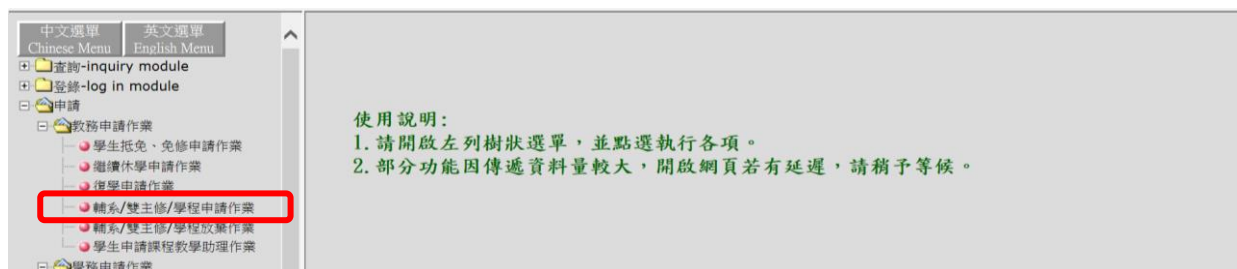 中文選單
Chinese Menu
英文選單
English Menu
查詢-inquiry module
登錄-log in module
申請
教務申請作業
學生抵免、免修申請作業
繼續休學申請作業
復學申請作業
輔系/雙主修/學程申請作業
輔系/雙主修/學程放棄作業
學生申請課程教學助理作業
學務申請作業
使用說明:
1.請開啟左列樹狀選單，並點選執行各項。
2.部分功能因傳遞資料量較大，開啟網頁若有延遲，請稍予等候。